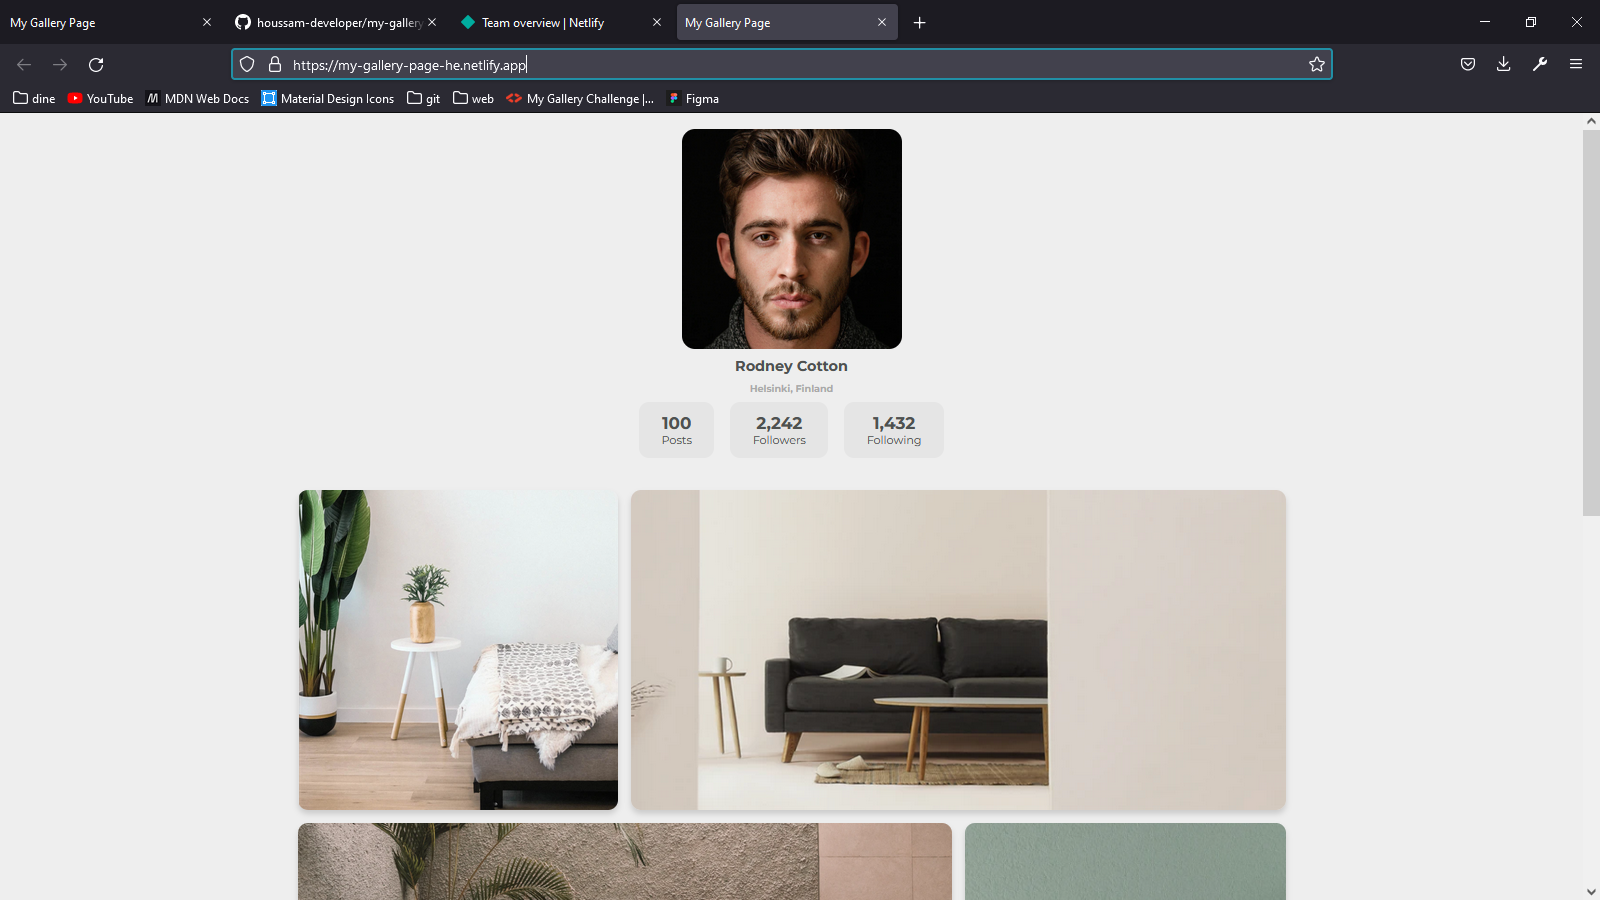 My Gallery Page
houssam-developer/my-gallery
Team overview | Netlify
My Gallery Page
https://my-gallery-page-he.netlify.app
dine
YouTube
MDN Web Docs
Material Design Icons
git
web
My Gallery Challenge |...
Figma
Rodney Cotton
Helsinki, Finland
100
Posts
2,242
Followers
1,432
Following